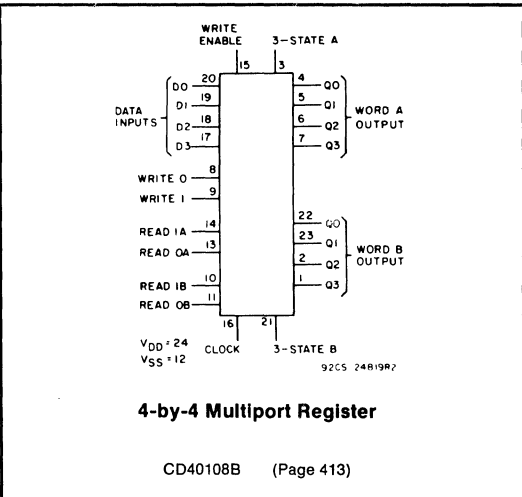 WRITE
ENABLE 3-STATE A
15 3
DATA
INPUTS
D0 20
D1 19
D2 18
D3 17
WRITE 0 8
WRITE 1 9
READ 1A 14
READ 0A 13
READ 1B 10
READ 0B 11
4 Q0
5 Q1
6 Q2
7 Q3
WORD A
OUTPUT
22 Q0
23 Q1
2 Q2
1 Q3
WORD B
OUTPUT
16 21
VDD = 24
VSS = 12
CLOCK 3-STATE B
92CS 24819R2
4-by-4 Multiport Register
CD40108B (Page 413)